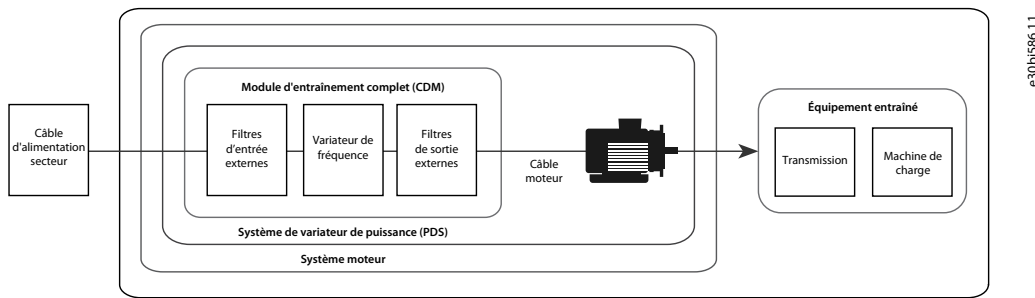 Câble
d'alimentation
secteur
Module d'entraînement complet (CDM)
Filtres
d'entrée
externes
Variateur de
fréquence
Filtres
de sortie
externes
Câble
moteur
Système de variateur de puissance (PDS)
Système moteur
Équipement entraîné
Transmission
Machine de
charge
e30bj586.11